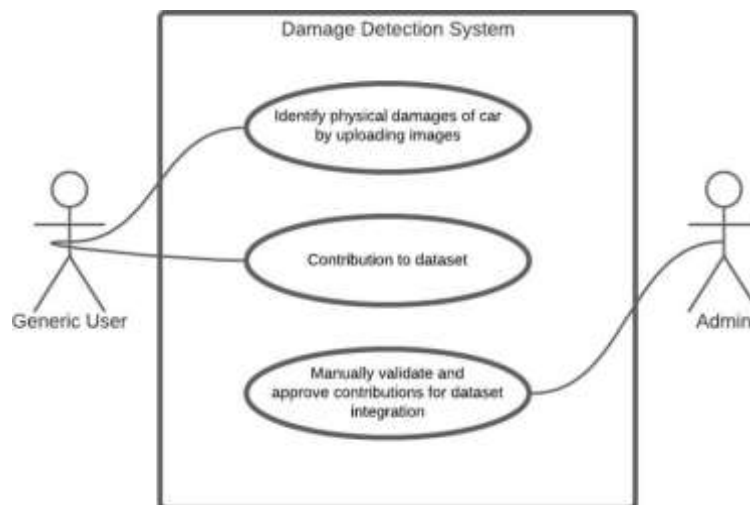 Damage Detection System
Identify physical damages of car
by uploading images
Contribution to dataset
Generic User
Admin
Manually validate and
approve contributions for dataset
integration